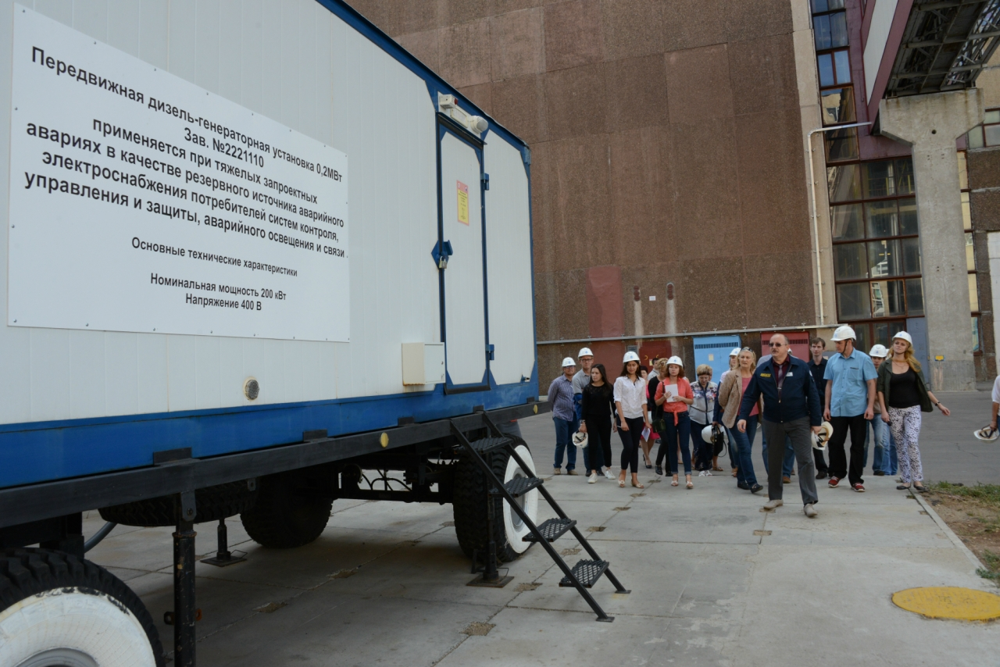 Передвижная дизель-генераторная установка 0,2МВт
Зав. №2221110
применяется при тяжелых запроектных
авариях в качестве резервного источника аварийного
электроснабжения потребителей систем контроля,
управления и защиты, аварийного освещения и связи
Основные технические характеристики
Номинальная мощность 200 кВт
Напряжение 400 В